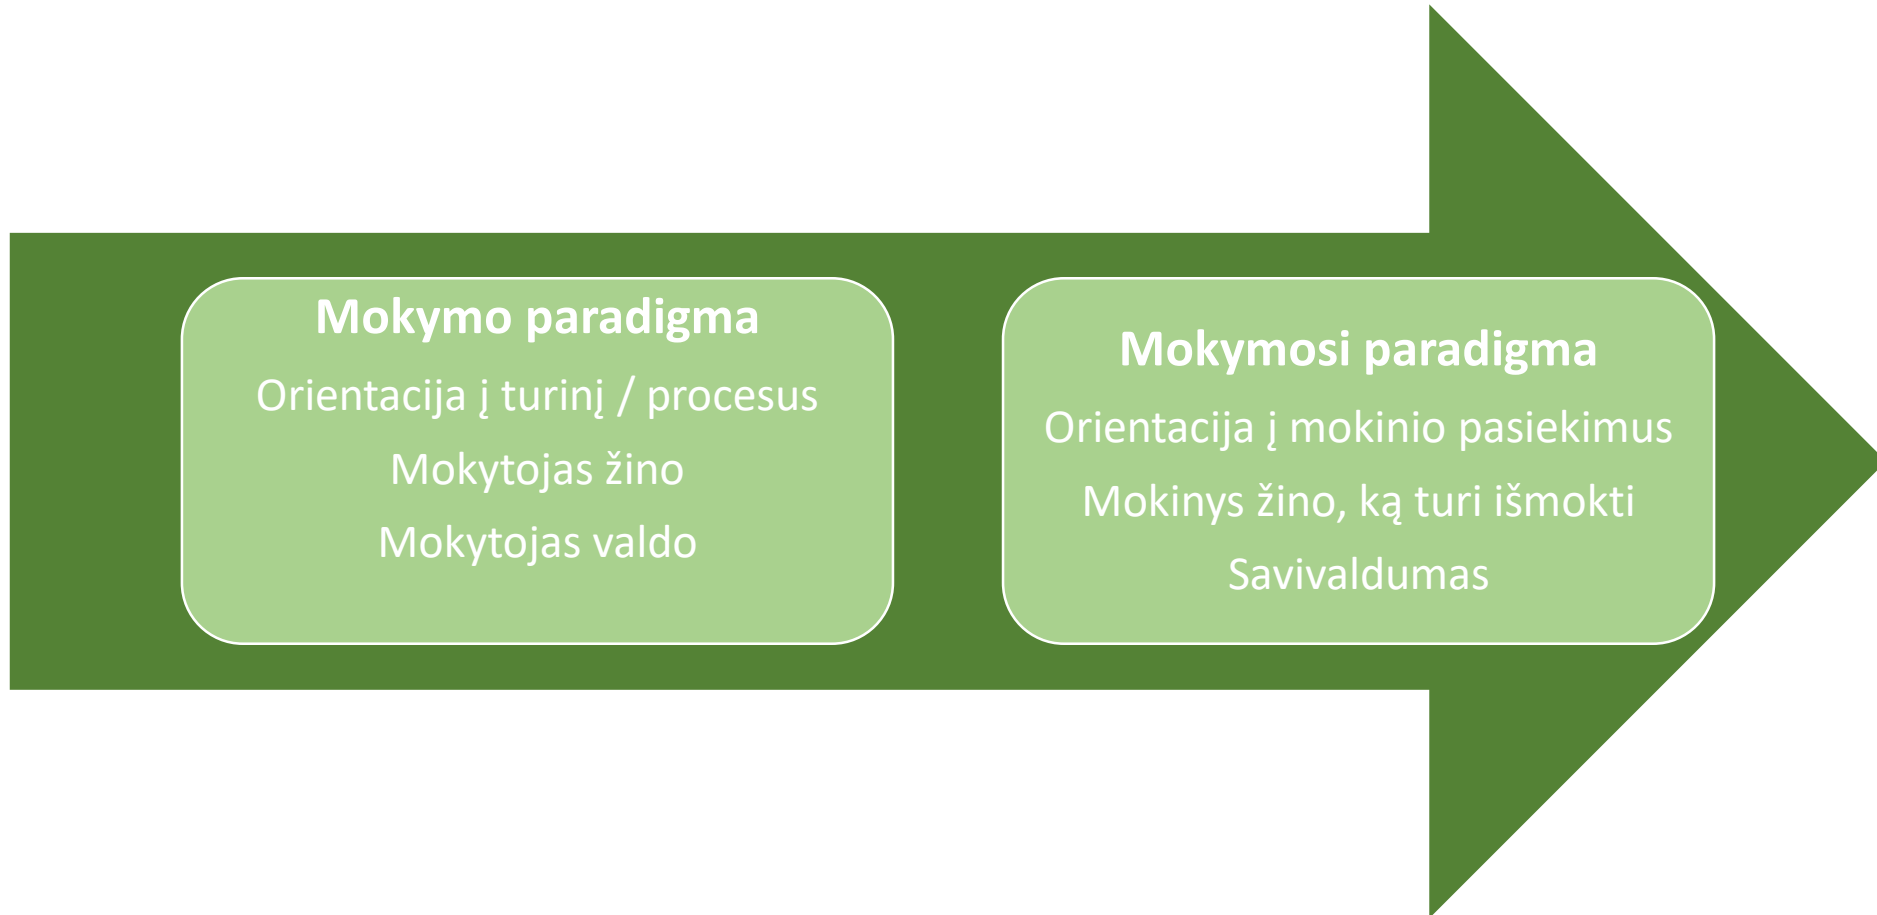 Mokymo paradigma
Orientacija į turinį / procesus
Mokytojas žino
Mokytojas valdo
Mokymosi paradigma
Orientacija į mokinio pasiekimus
Mokinys žino, ką turi išmokti
Savivaldumas